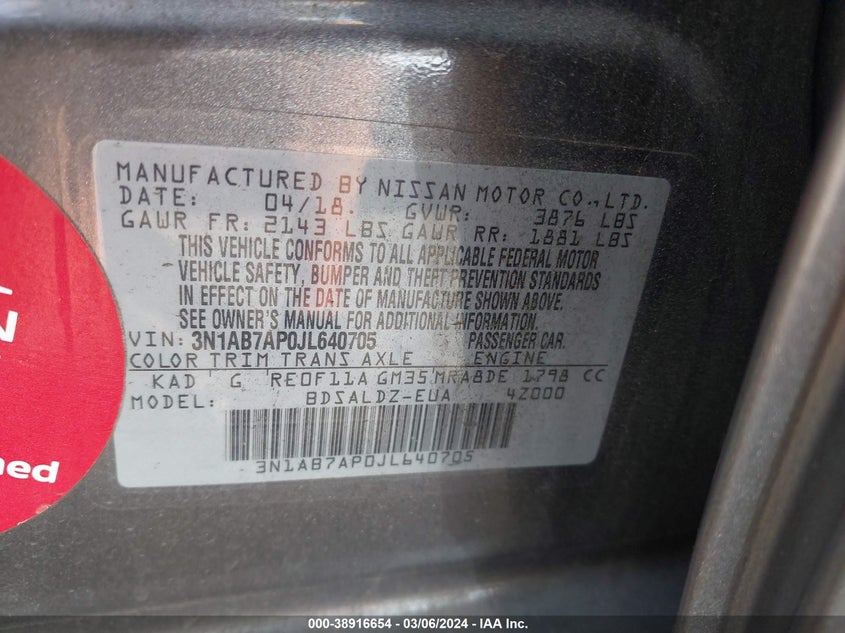 MANUFACTURED BY NISSAN MOTOR CO.,LTD.
DATE: 04/18. GVWR: 3876 LBS
GAWR FR: 2143 LBS GAWR RR: 1881 LBS
THIS VEHICLE CONFORMS TO ALL APPLICABLE FEDERAL MOTOR
VEHICLE SAFETY, BUMPER AND THEFT PREVENTION STANDARDS
IN EFFECT ON THE DATE OF MANUFACTURE SHOWN ABOVE.
SEE OWNER'S MANUAL FOR ADDITIONAL INFORMATION.
VIN: 3N1AB7AP0JL640705 PASSENGER CAR.
COLOR TRIM TRANS AXLE ENGINE
KAD G RE0F11A GM35 MRA8DE 1798 CC
MODEL: BDSALDZ-EUA 4Z000
3N1AB7AP0JL640705
000-38916654 - 03/06/2024 - IAA Inc.